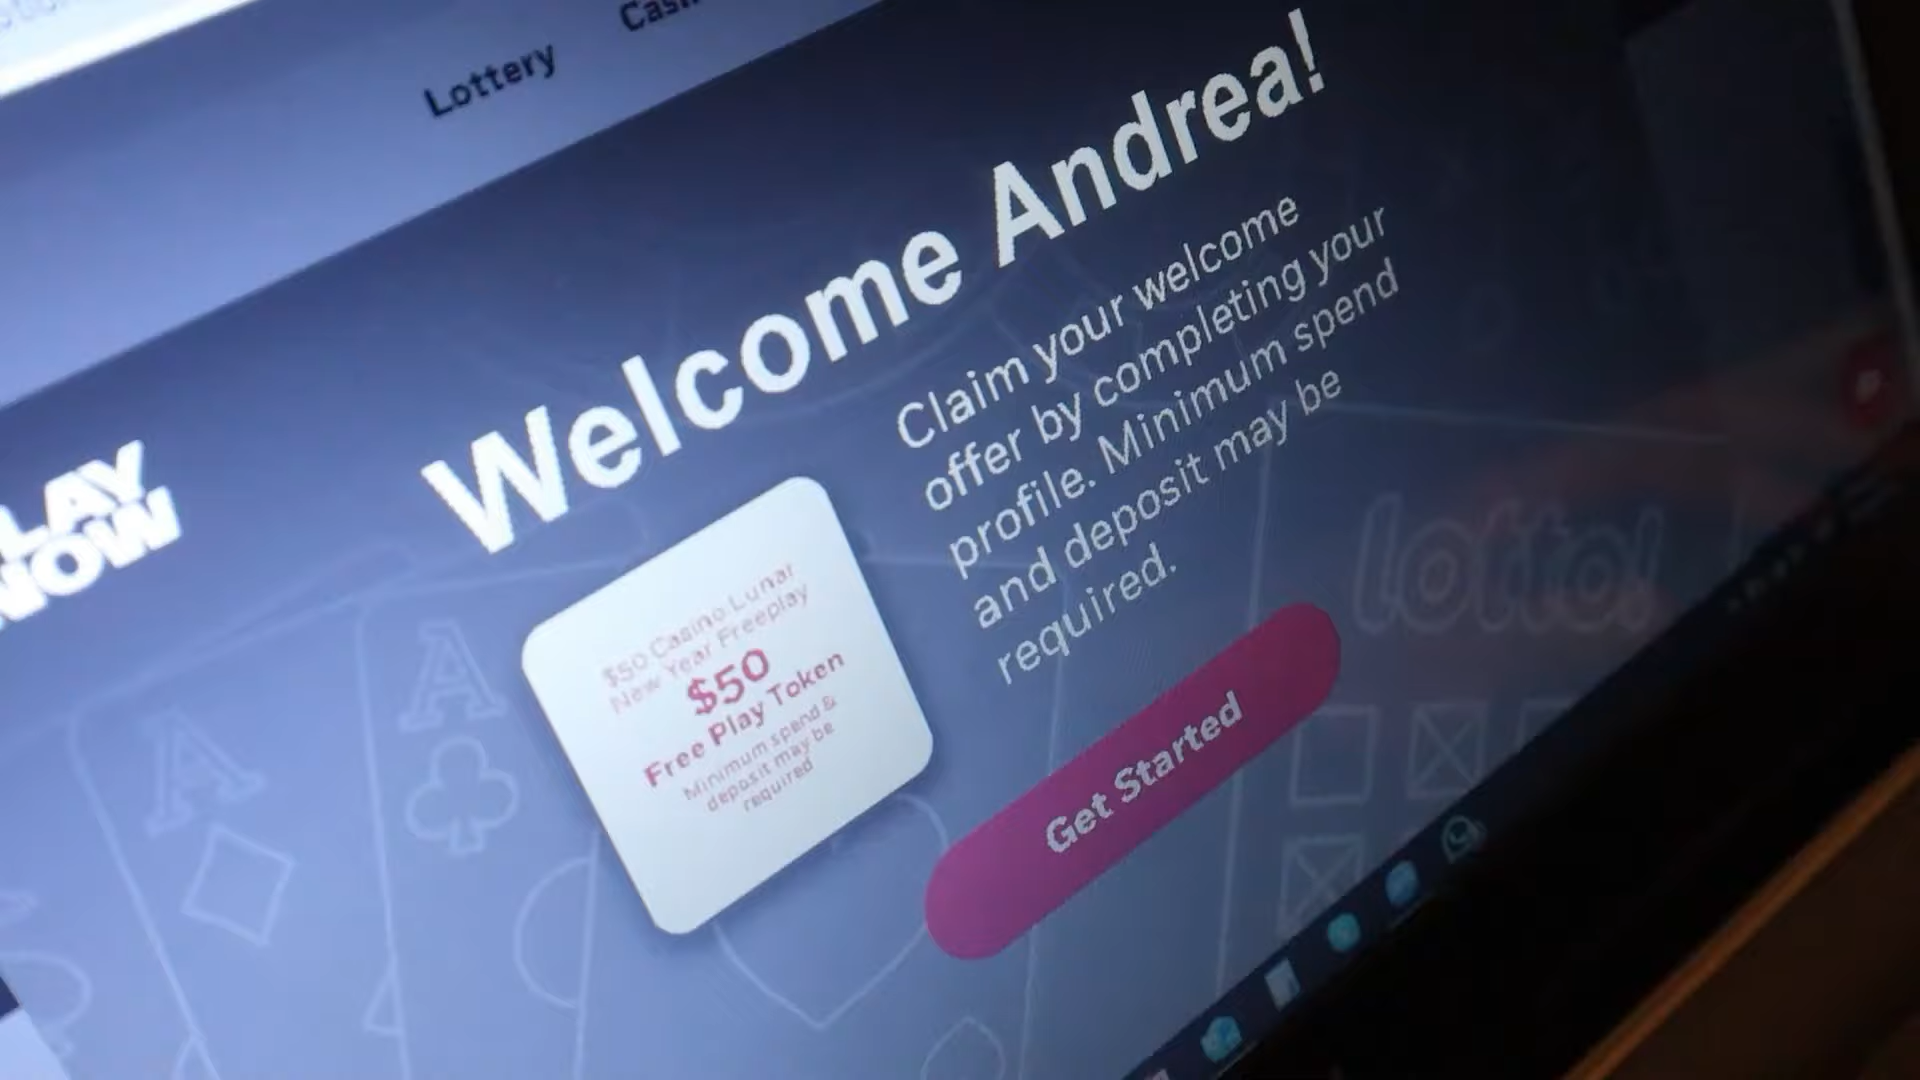 Lottery
Welcome Andrea!
Claim your welcome
offer by completing your
profile. Minimum spend
and deposit may be
required.
LAY
NOW
$50 Casino Lunar
New Year Freeplay
$50
Free Play Token
Minimum spend &
deposit may be
required
Get Started
lotto!
A
A